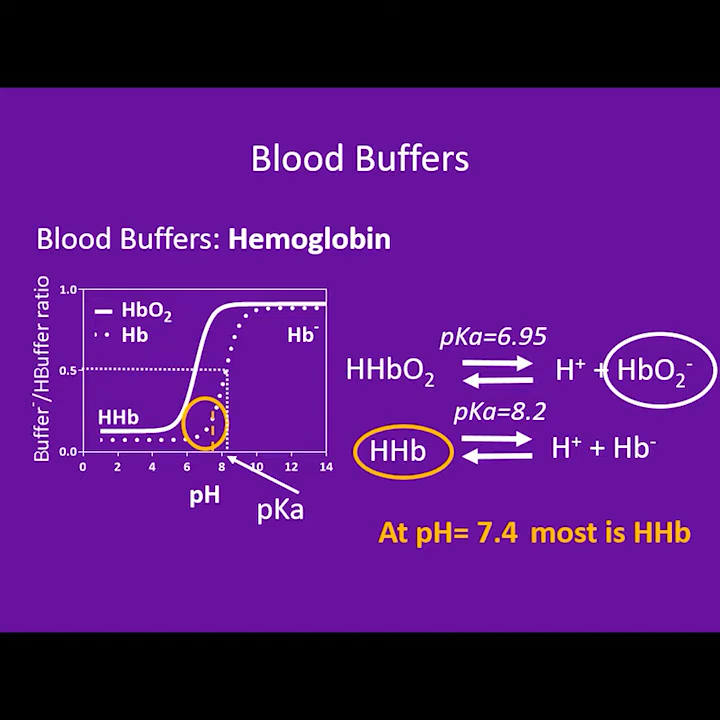 Blood Buffers
Blood Buffers: Hemoglobin
Buffer⁻/HBuffer ratio
1.0
0.5
0.0
HbO₂
Hb
Hb⁻
HHb
0 2 4 6 8 10 12 14
pH
pKa
pKa=6.95
HHbO₂ ⇌ H⁺ + HbO₂⁻
pKa=8.2
HHb ⇌ H⁺ + Hb⁻
At pH= 7.4 most is HHb